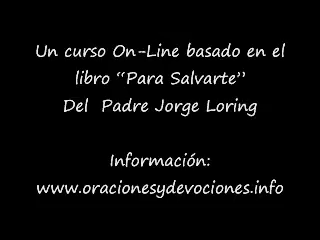 Un curso On-Line basado en el
libro “Para Salvarte”
Del Padre Jorge Loring
Información:
www.oracionesydevociones.info